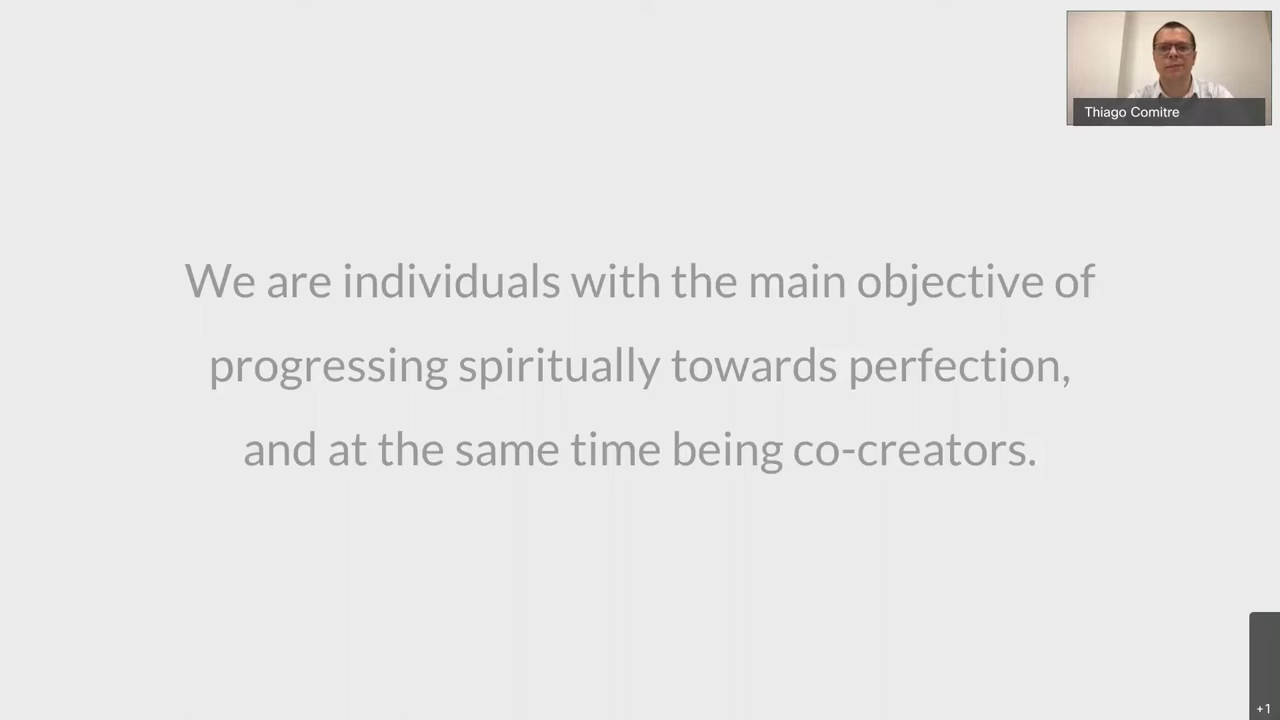 Thiago Comitre
We are individuals with the main objective of
progressing spiritually towards perfection,
and at the same time being co-creators.
+1